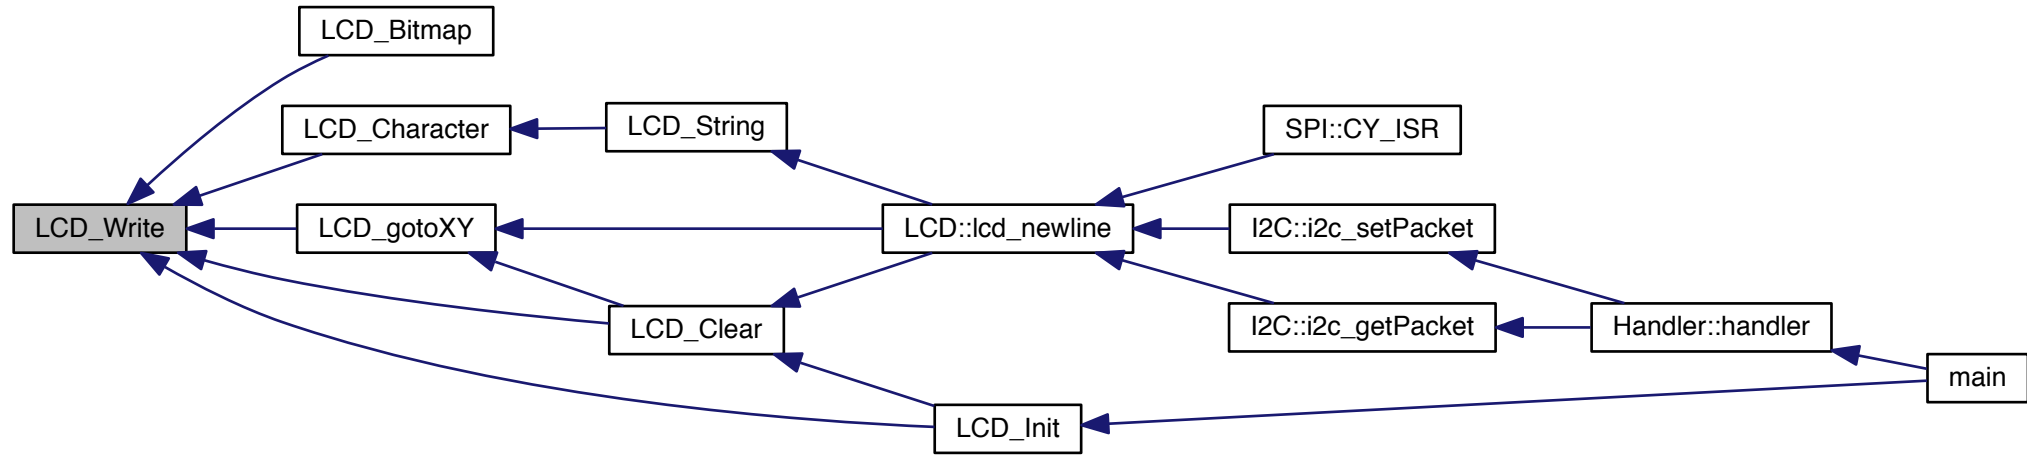 LCD_Bitmap
LCD_Character
LCD_String
SPI::CY_ISR
LCD_Write
LCD_gotoXY
LCD::lcd_newline
I2C::i2c_setPacket
LCD_Clear
I2C::i2c_getPacket
Handler::handler
main
LCD_Init